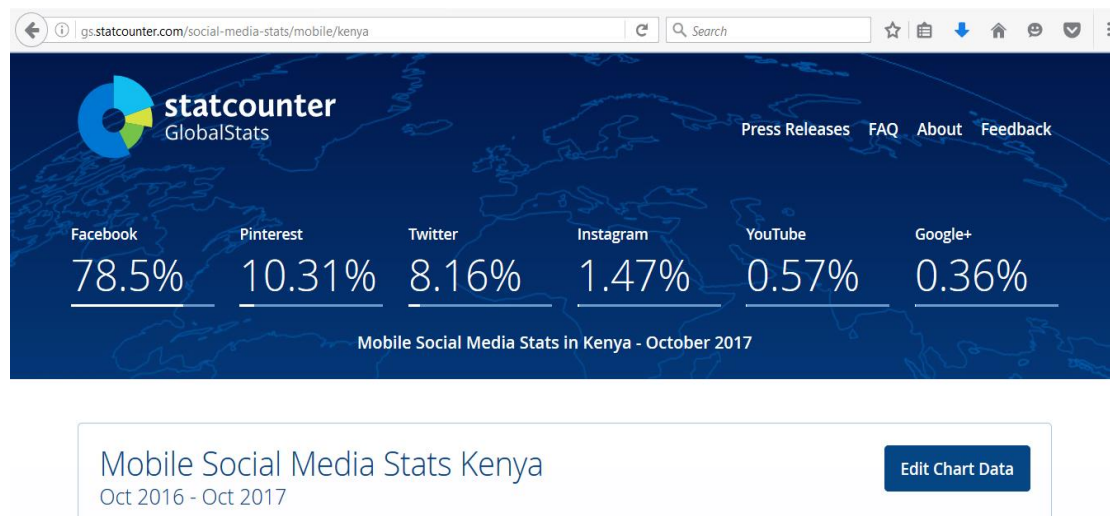 gs.statcounter.com/social-media-stats/mobile/kenya
Search
statcounter
GlobalStats
Press Releases FAQ About Feedback
Facebook Pinterest Twitter Instagram YouTube Google+
78.5% 10.31% 8.16% 1.47% 0.57% 0.36%
Mobile Social Media Stats in Kenya - October 2017
Mobile Social Media Stats Kenya
Edit Chart Data
Oct 2016 - Oct 2017